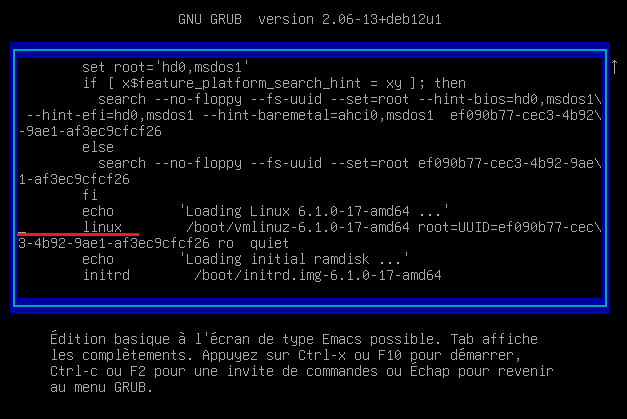 GNU GRUB  version 2.06-13+deb12u1
set root='hd0,msdos1'
if [ x$feature_platform_search_hint = xy ]; then
search --no-floppy --fs-uuid --set=root --hint-bios=hd0,msdos1\
--hint-efi=hd0,msdos1 --hint-baremetal=ahci0,msdos1  ef090b77-cec3-4b92\
-9ae1-af3ec9cfcf26
else
search --no-floppy --fs-uuid --set=root ef090b77-cec3-4b92-9ae\
1-af3ec9cfcf26
fi
echo        'Loading Linux 6.1.0-17-amd64 ...'
linux        /boot/vmlinuz-6.1.0-17-amd64 root=UUID=ef090b77-cec\
3-4b92-9ae1-af3ec9cfcf26 ro  quiet
echo        'Loading initial ramdisk ...'
initrd        /boot/initrd.img-6.1.0-17-amd64
Édition basique à l'écran de type Emacs possible. Tab affiche
les complètements. Appuyez sur Ctrl-x ou F10 pour démarrer,
Ctrl-c ou F2 pour une invite de commandes ou Échap pour revenir
au menu GRUB.